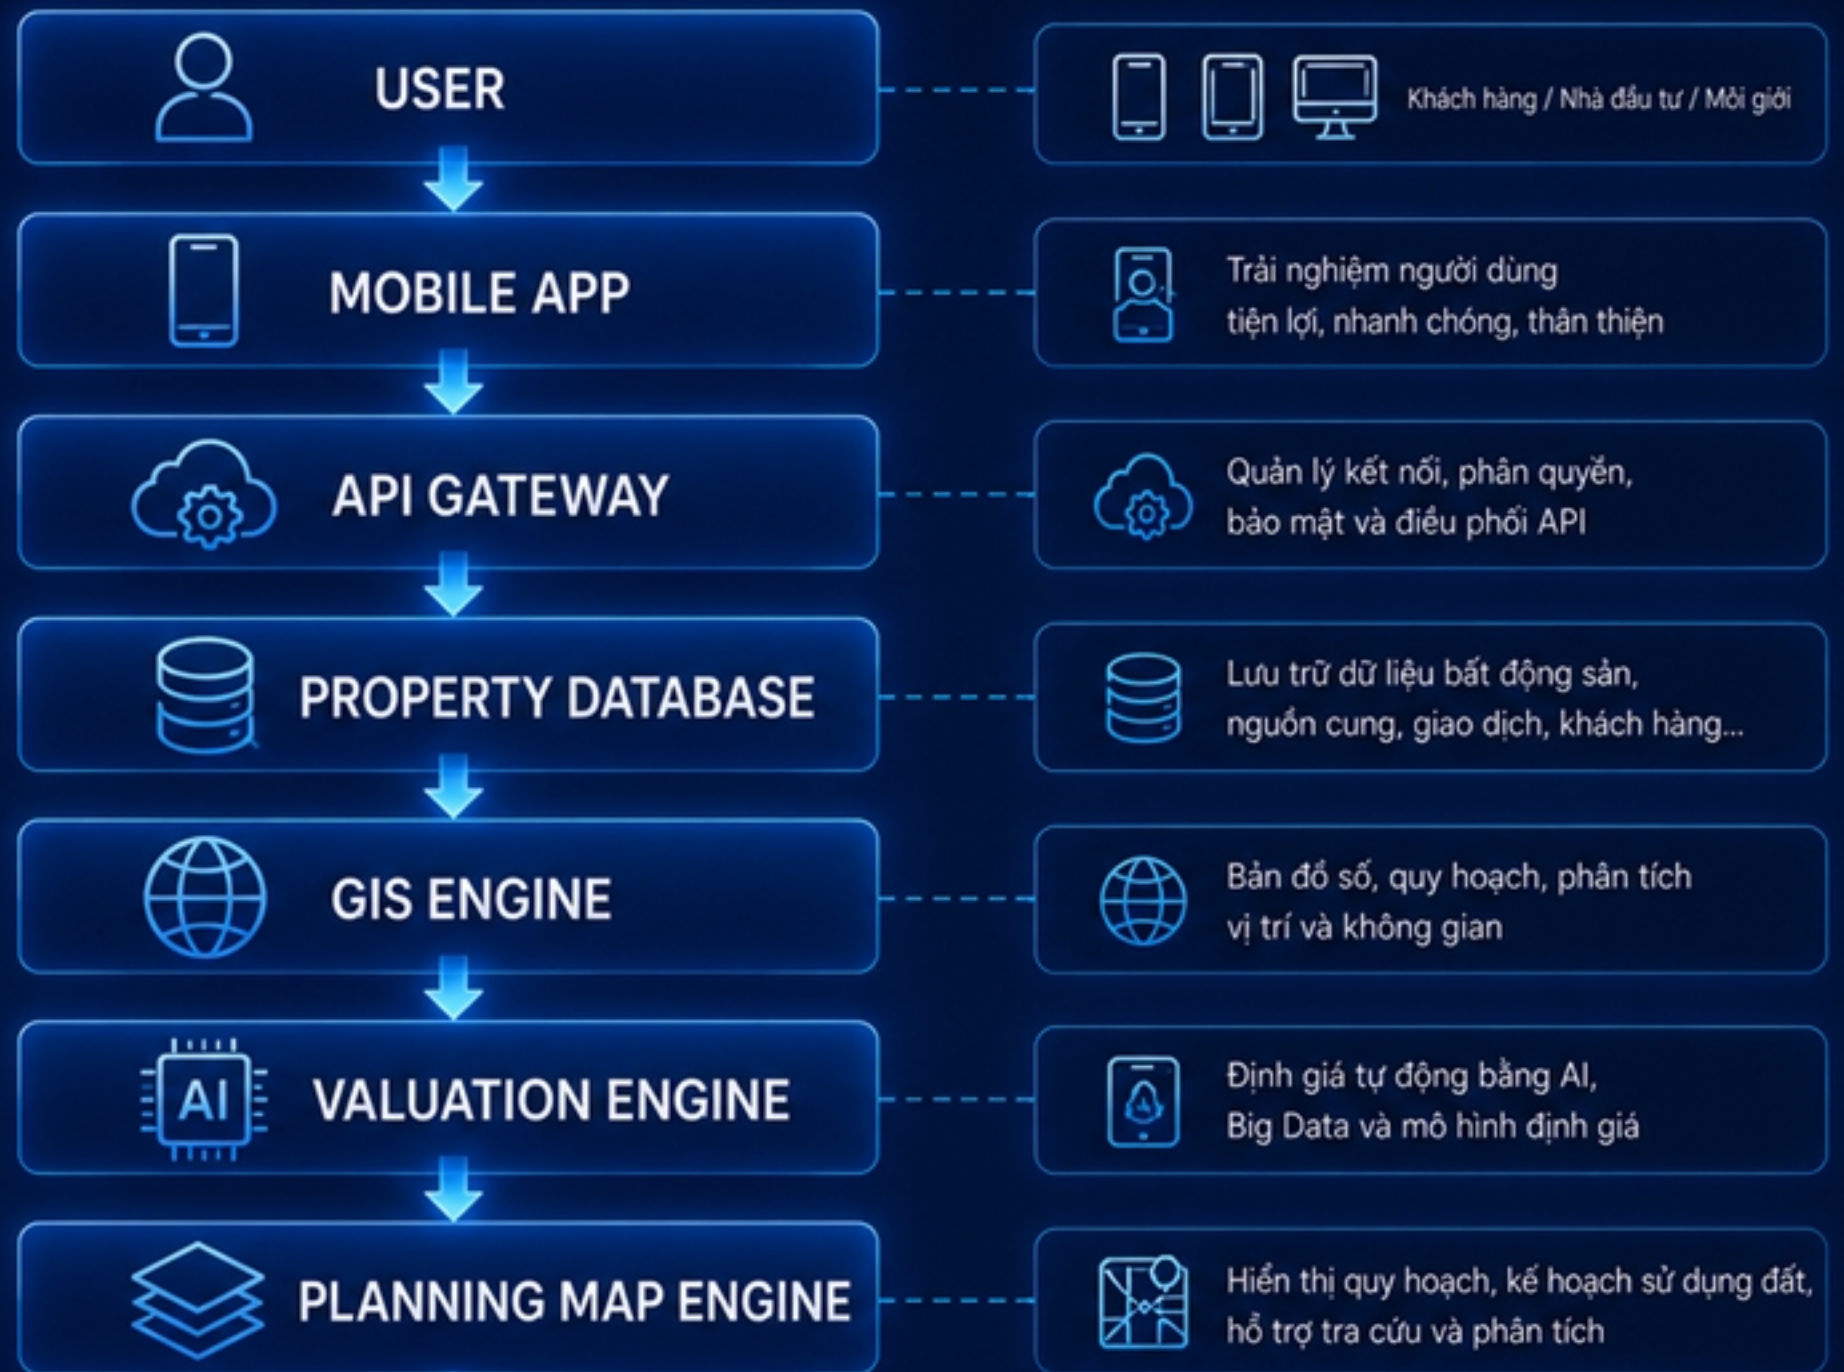 USER
Khách hàng / Nhà đầu tư / Môi giới
MOBILE APP
Trải nghiệm người dùng
tiện lợi, nhanh chóng, thân thiện
API GATEWAY
Quản lý kết nối, phân quyền,
bảo mật và điều phối API
PROPERTY DATABASE
Lưu trữ dữ liệu bất động sản,
nguồn cung, giao dịch, khách hàng...
GIS ENGINE
Bản đồ số, quy hoạch, phân tích
vị trí và không gian
AI
VALUATION ENGINE
Định giá tự động bằng AI,
Big Data và mô hình định giá
PLANNING MAP ENGINE
Hiển thị quy hoạch, kế hoạch sử dụng đất,
hỗ trợ tra cứu và phân tích